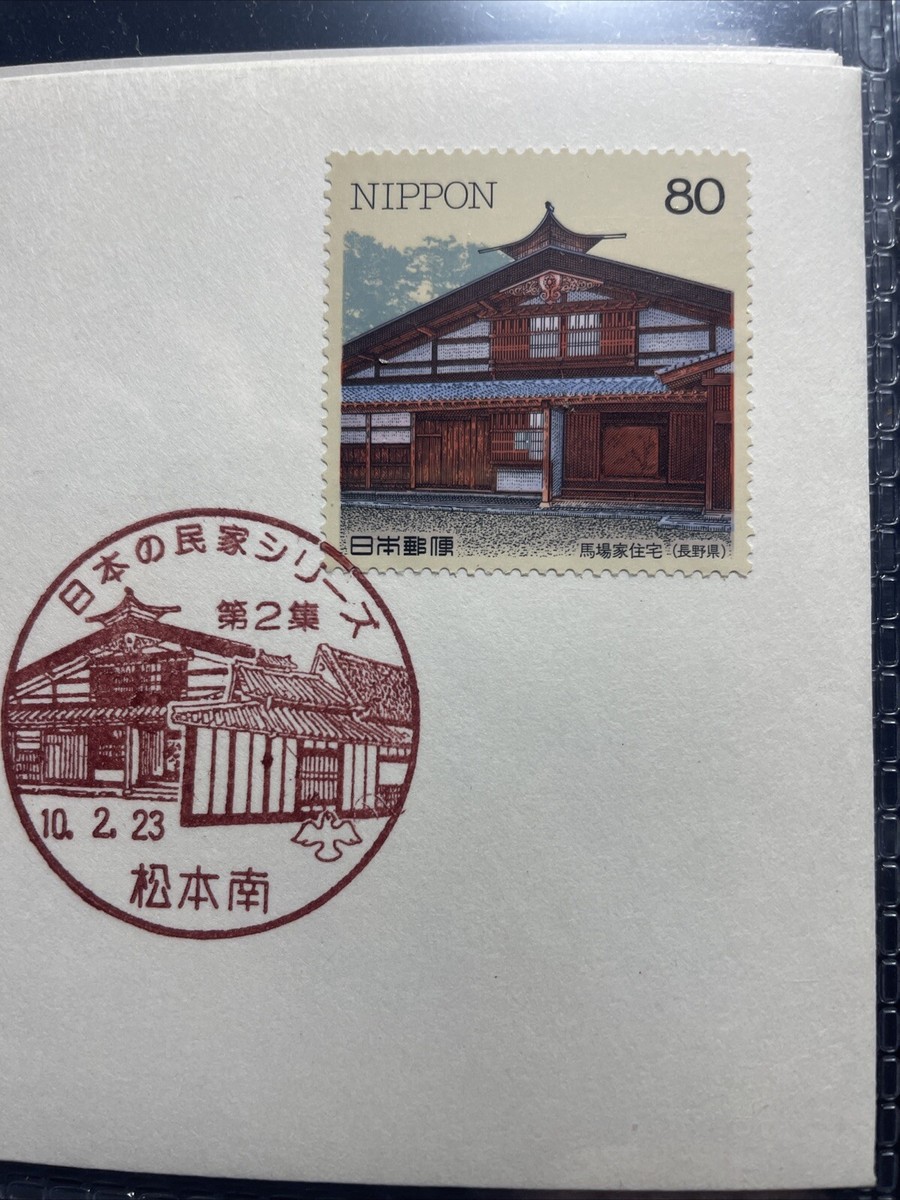 NIPPON 80
日本郵便 馬場家住宅(長野県)
日本の民家シリーズ
第2集
10. 2. 23
松本南